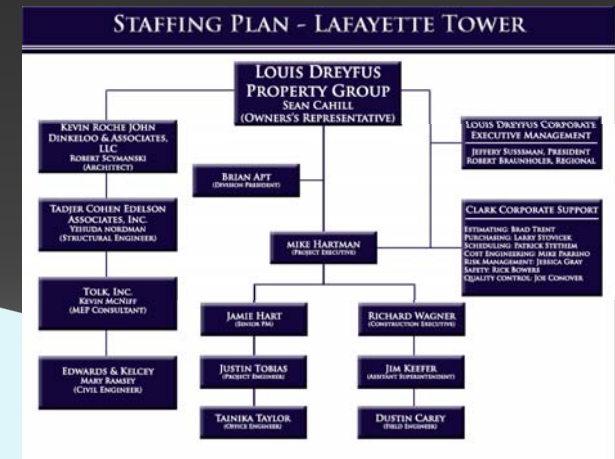 STAFFING PLAN - LAFAYETTE TOWER
LOUIS DREYFUS
PROPERTY GROUP
SEAN CAHILL
(OWNERS'S REPRESENTATIVE)
KEVIN ROCHE JOHN
DINKELOO & ASSOCIATES,
LLC
ROBERT SCYMANSKI
(ARCHITECT)
TADJER COHEN EDELSON
ASSOCIATES, INC.
YEHUDA NORDMAN
(STRUCTURAL ENGINEER)
TOLK, INC.
KEVIN MCNIFF
(MEP CONSULTANT)
EDWARDS & KELCEY
MARY RAMSEY
(CIVIL ENGINEER)
BRIAN APT
(DIVISION PRESIDENT)
MIKE HARTMAN
(PROJECT EXECUTIVE)
JAMIE HART
(SENIOR PM)
JUSTIN TOBIAS
(PROJECT ENGINEER)
TAINIKA TAYLOR
(OFFICE ENGINEER)
RICHARD WAGNER
(CONSTRUCTION EXECUTIVE)
JIM KEEFER
(ASSITANT SUPERINTENDENT)
DUSTIN CAREY
(FIELD ENGINEER)
LOUIS DREYFUS CORPORATE
EXECUTIVE MANAGEMENT
JEFFERY SUSSSMAN, PRESIDENT
ROBERT BRAUNHOLER, REGIONAL
CLARK CORPORATE SUPPORT
ESTIMATING: BRAD TRENT
PURCHASING: LARRY STOVICEK
SCHEDULING: PATRICK STETHEM
COST ENGINEERING: MIKE PARRINO
RISK MANAGEMENT: JESSICA GRAY
SAFETY: RICK BOWERS
QUALITY CONTROL: JOE CONOVER